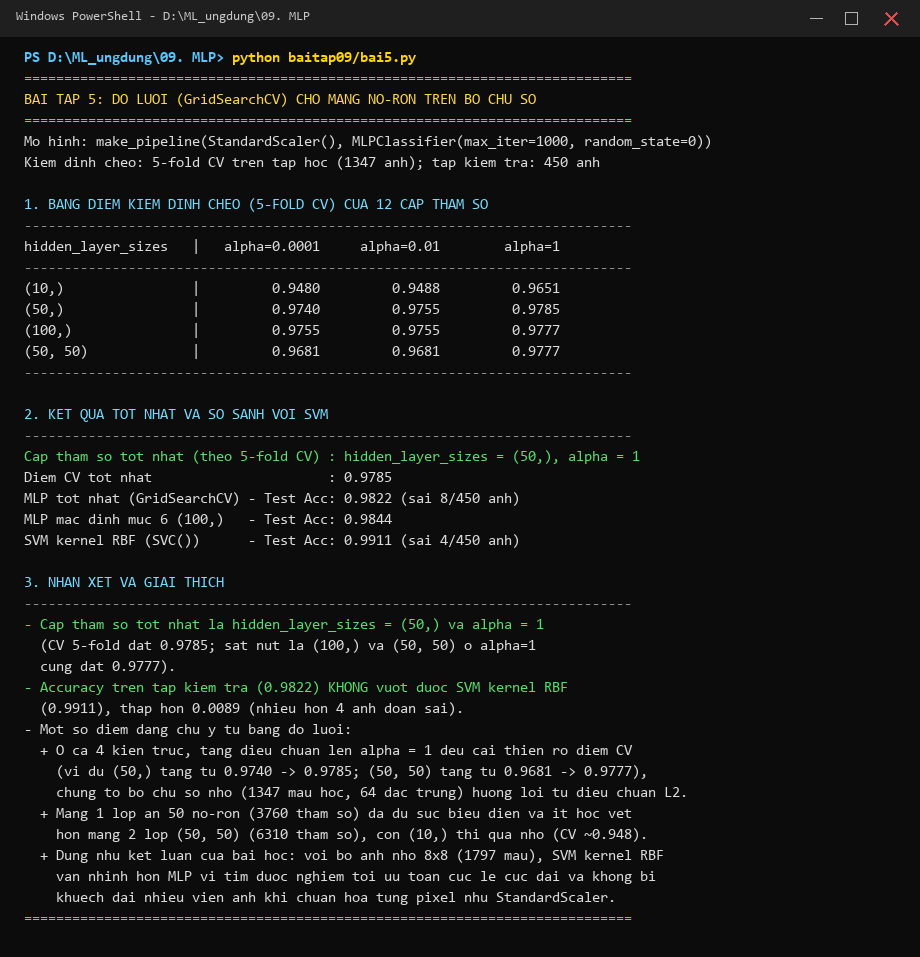 Windows PowerShell - D:\ML_ungdung\09. MLP
PS D:\ML_ungdung\09. MLP> python baitap09/bai5.py
============================================================================
BAI TAP 5: DO LUOI (GridSearchCV) CHO MANG NO-RON TREN BO CHU SO
============================================================================
Mo hinh: make_pipeline(StandardScaler(), MLPClassifier(max_iter=1000, random_state=0))
Kiem dinh cheo: 5-fold CV tren tap hoc (1347 anh); tap kiem tra: 450 anh
1. BANG DIEM KIEM DINH CHEO (5-FOLD CV) CUA 12 CAP THAM SO
----------------------------------------------------------------------------
hidden_layer_sizes   |   alpha=0.0001     alpha=0.01        alpha=1
----------------------------------------------------------------------------
(10,)                |         0.9480         0.9488         0.9651
(50,)                |         0.9740         0.9755         0.9785
(100,)               |         0.9755         0.9755         0.9777
(50, 50)             |         0.9681         0.9681         0.9777
----------------------------------------------------------------------------
2. KET QUA TOT NHAT VA SO SANH VOI SVM
----------------------------------------------------------------------------
Cap tham so tot nhat (theo 5-fold CV) : hidden_layer_sizes = (50,), alpha = 1
Diem CV tot nhat                      : 0.9785
MLP tot nhat (GridSearchCV) - Test Acc: 0.9822 (sai 8/450 anh)
MLP mac dinh muc 6 (100,)   - Test Acc: 0.9844
SVM kernel RBF (SVC())      - Test Acc: 0.9911 (sai 4/450 anh)
3. NHAN XET VA GIAI THICH
----------------------------------------------------------------------------
- Cap tham so tot nhat la hidden_layer_sizes = (50,) va alpha = 1
  (CV 5-fold dat 0.9785; sat nut la (100,) va (50, 50) o alpha=1
  cung dat 0.9777).
- Accuracy tren tap kiem tra (0.9822) KHONG vuot duoc SVM kernel RBF
  (0.9911), thap hon 0.0089 (nhieu hon 4 anh doan sai).
- Mot so diem dang chu y tu bang do luoi:
  + O ca 4 kien truc, tang dieu chuan len alpha = 1 deu cai thien ro diem CV
    (vi du (50,) tang tu 0.9740 -> 0.9785; (50, 50) tang tu 0.9681 -> 0.9777),
    chung to bo chu so nho (1347 mau hoc, 64 dac trung) huong loi tu dieu chuan L2.
  + Mang 1 lop an 50 no-ron (3760 tham so) da du suc bieu dien va it hoc vet
    hon mang 2 lop (50, 50) (6310 tham so), con (10,) thi qua nho (CV ~0.948).
  + Dung nhu ket luan cua bai hoc: voi bo anh nho 8x8 (1797 mau), SVM kernel RBF
    van nhinh hon MLP vi tim duoc nghiem toi uu toan cuc le cuc dai va khong bi
    khuech dai nhieu vien anh khi chuan hoa tung pixel nhu StandardScaler.
============================================================================